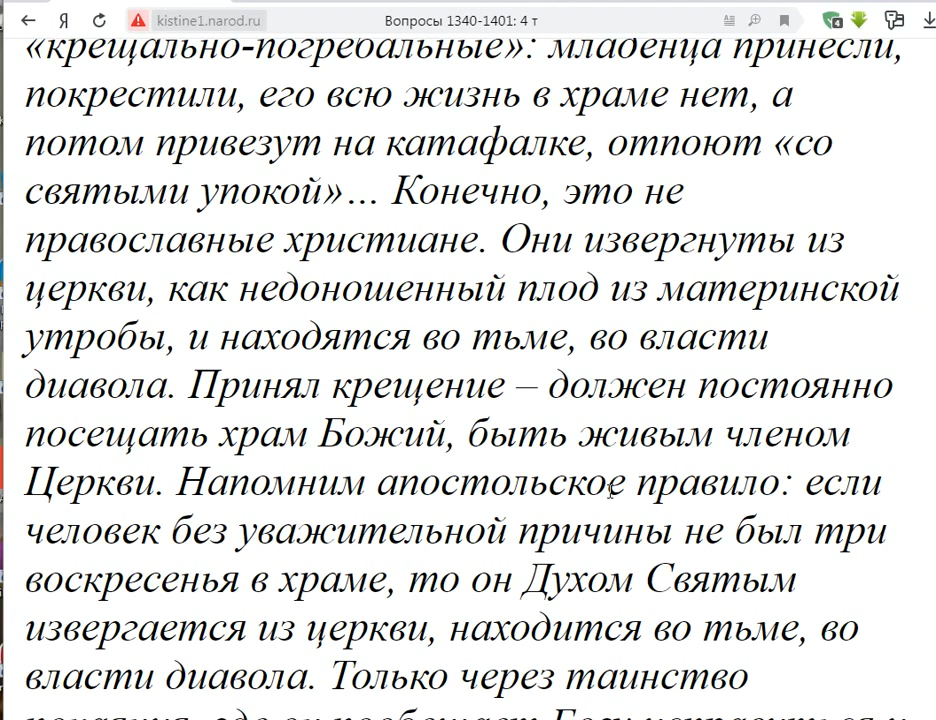 Я kistine1.narod.ru Вопросы 1340-1401: 4 т 4
«крещально-погребальные»: младенца принесли,
покрестили, его всю жизнь в храме нет, а
потом привезут на катафалке, отпоют «со
святыми упокой»… Конечно, это не
православные христиане. Они извергнуты из
церкви, как недоношенный плод из материнской
утробы, и находятся во тьме, во власти
диавола. Принял крещение – должен постоянно
посещать храм Божий, быть живым членом
Церкви. Напомним апостольское правило: если
человек без уважительной причины не был три
воскресенья в храме, то он Духом Святым
извергается из церкви, находится во тьме, во
власти диавола. Только через таинство